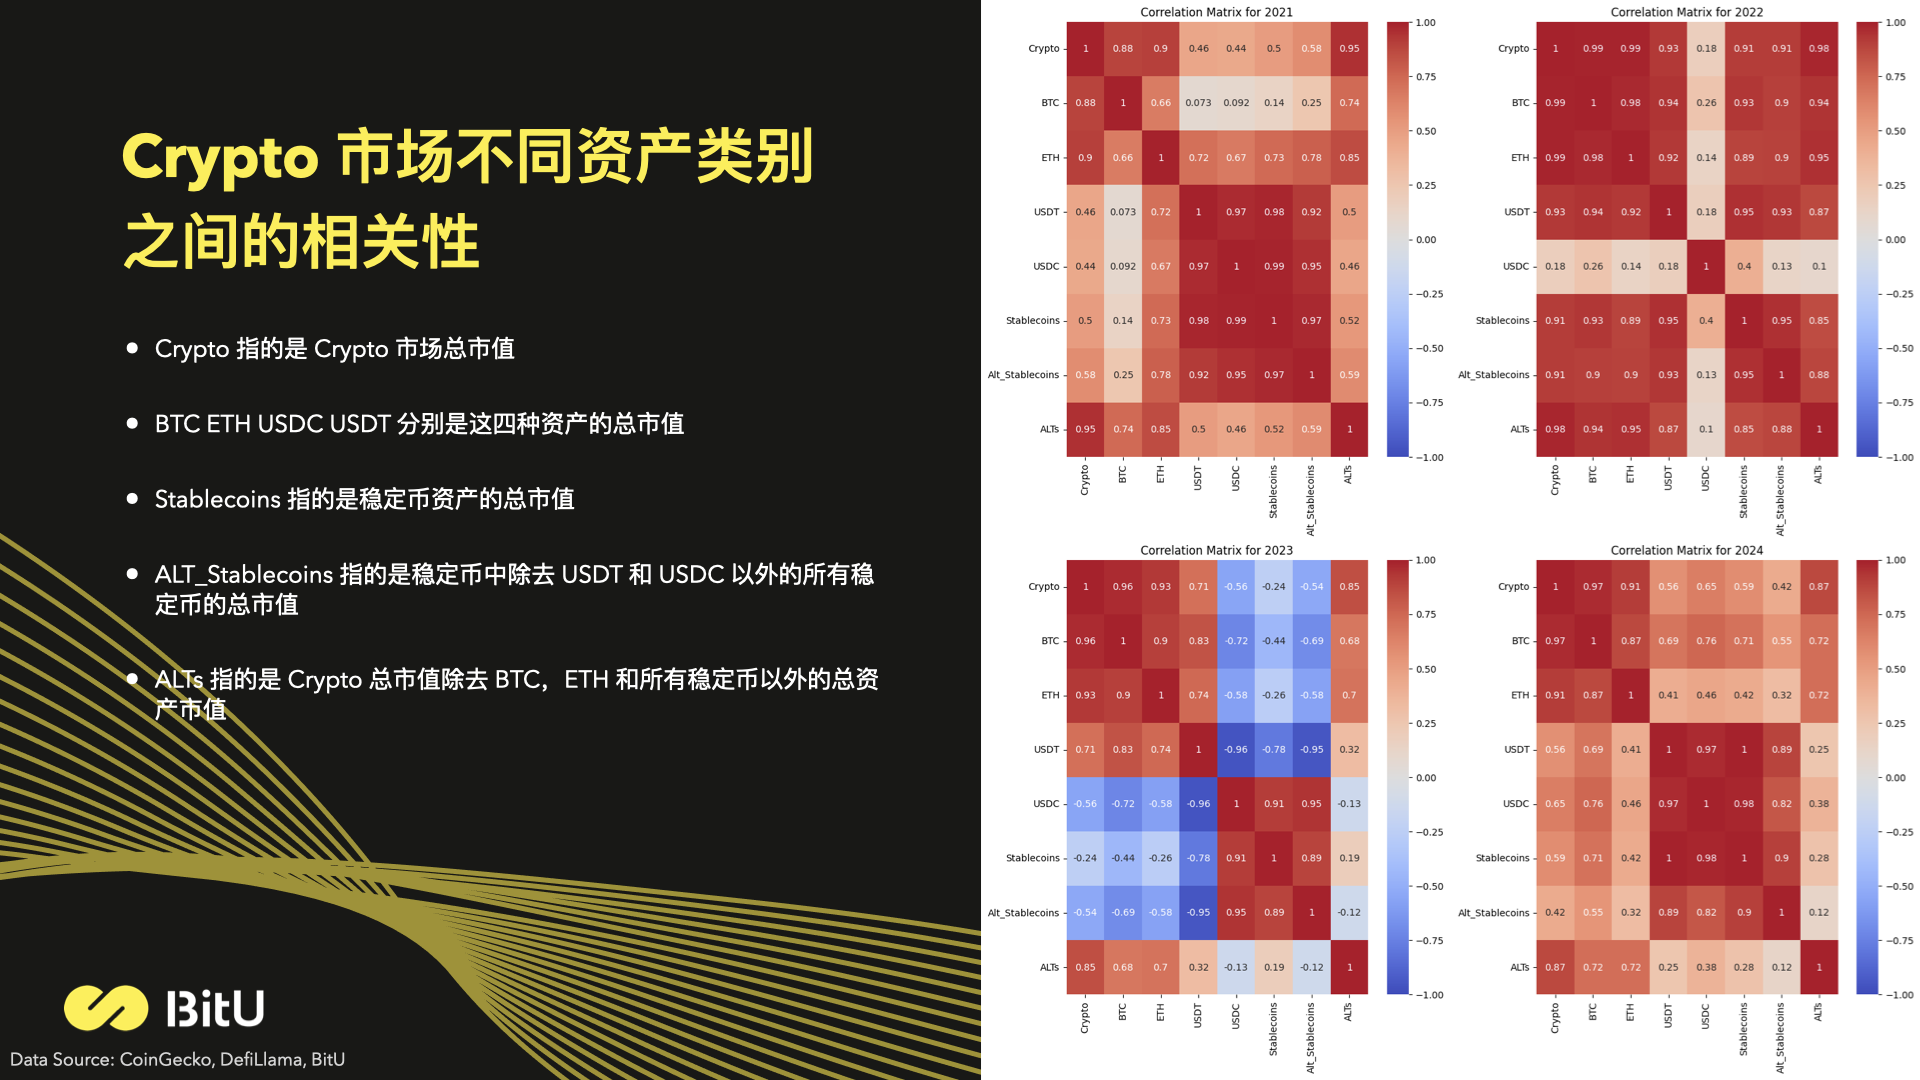 Crypto 市场不同资产类别
之间的相关性
● Crypto 指的是 Crypto 市场总市值
● BTC ETH USDC USDT 分别是这四种资产的总市值
● Stablecoins 指的是稳定币资产的总市值
● ALT_Stablecoins 指的是稳定币中除去 USDT 和 USDC 以外的所有稳
定币的总市值
● ALTs 指的是 Crypto 总市值除去 BTC，ETH 和所有稳定币以外的总资
产市值
BitU
Data Source: CoinGecko, DefiLlama, BitU
Correlation Matrix for 2021
Crypto 1 0.88 0.9 0.46 0.44 0.5 0.58 0.95
BTC 0.88 1 0.66 0.073 0.092 0.14 0.25 0.74
ETH 0.9 0.66 1 0.72 0.67 0.73 0.78 0.85
USDT 0.46 0.073 0.72 1 0.97 0.98 0.92 0.5
USDC 0.44 0.092 0.67 0.97 1 0.99 0.95 0.46
Stablecoins 0.5 0.14 0.73 0.98 0.99 1 0.97 0.52
Alt_Stablecoins 0.58 0.25 0.78 0.92 0.95 0.97 1 0.59
ALTs 0.95 0.74 0.85 0.5 0.46 0.52 0.59 1
Crypto BTC ETH USDT USDC Stablecoins Alt_Stablecoins ALTs
1.00
0.75
0.50
0.25
0.00
−0.25
−0.50
−0.75
−1.00
Correlation Matrix for 2022
Crypto 1 0.99 0.99 0.93 0.18 0.91 0.91 0.98
BTC 0.99 1 0.98 0.94 0.26 0.93 0.9 0.94
ETH 0.99 0.98 1 0.92 0.14 0.89 0.9 0.95
USDT 0.93 0.94 0.92 1 0.18 0.95 0.93 0.87
USDC 0.18 0.26 0.14 0.18 1 0.4 0.13 0.1
Stablecoins 0.91 0.93 0.89 0.95 0.4 1 0.95 0.85
Alt_Stablecoins 0.91 0.9 0.9 0.93 0.13 0.95 1 0.88
ALTs 0.98 0.94 0.95 0.87 0.1 0.85 0.88 1
Crypto BTC ETH USDT USDC Stablecoins Alt_Stablecoins ALTs
1.00
0.75
0.50
0.25
0.00
−0.25
−0.50
−0.75
−1.00
Correlation Matrix for 2023
Crypto 1 0.96 0.93 0.71 -0.56 -0.24 -0.54 0.85
BTC 0.96 1 0.9 0.83 -0.72 -0.44 -0.69 0.68
ETH 0.93 0.9 1 0.74 -0.58 -0.26 -0.58 0.7
USDT 0.71 0.83 0.74 1 -0.96 -0.78 -0.95 0.32
USDC -0.56 -0.72 -0.58 -0.96 1 0.91 0.95 -0.13
Stablecoins -0.24 -0.44 -0.26 -0.78 0.91 1 0.89 0.19
Alt_Stablecoins -0.54 -0.69 -0.58 -0.95 0.95 0.89 1 -0.12
ALTs 0.85 0.68 0.7 0.32 -0.13 0.19 -0.12 1
Crypto BTC ETH USDT USDC Stablecoins Alt_Stablecoins ALTs
1.00
0.75
0.50
0.25
0.00
−0.25
−0.50
−0.75
−1.00
Correlation Matrix for 2024
Crypto 1 0.97 0.91 0.56 0.65 0.59 0.42 0.87
BTC 0.97 1 0.87 0.69 0.76 0.71 0.55 0.72
ETH 0.91 0.87 1 0.41 0.46 0.42 0.32 0.72
USDT 0.56 0.69 0.41 1 0.97 1 0.89 0.25
USDC 0.65 0.76 0.46 0.97 1 0.98 0.82 0.38
Stablecoins 0.59 0.71 0.42 1 0.98 1 0.9 0.28
Alt_Stablecoins 0.42 0.55 0.32 0.89 0.82 0.9 1 0.12
ALTs 0.87 0.72 0.72 0.25 0.38 0.28 0.12 1
Crypto BTC ETH USDT USDC Stablecoins Alt_Stablecoins ALTs
1.00
0.75
0.50
0.25
0.00
−0.25
−0.50
−0.75
−1.00